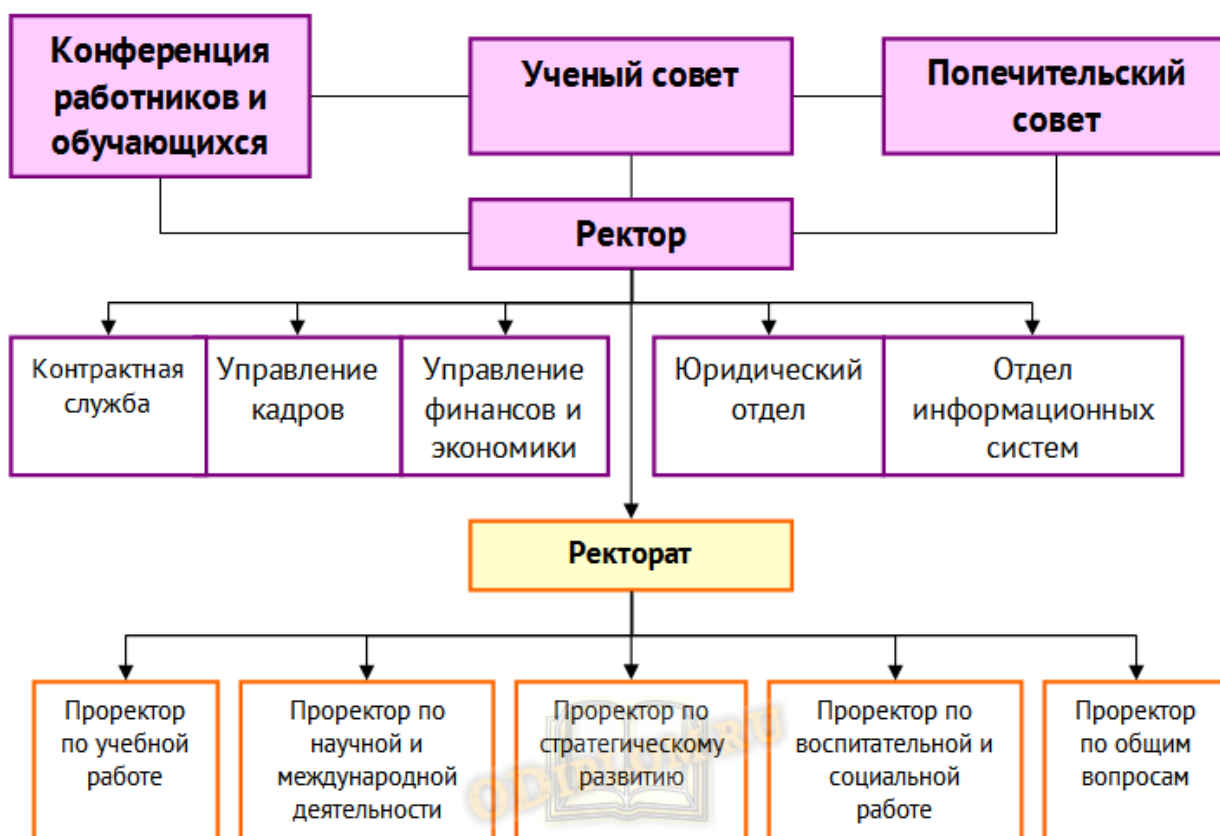 Конференция
работников и
обучающихся
Ученый совет
Попечительский
совет
Ректор
Контрактная
служба
Управление
кадров
Управление
финансов и
экономики
Юридический
отдел
Отдел
информационных
систем
Ректорат
Проректор
по учебной
работе
Проректор по
научной и
международной
деятельности
Проректор по
стратегическому
развитию
Проректор по
воспитательной и
социальной
работе
Проректор
по общим
вопросам
ODIPLOM.RU